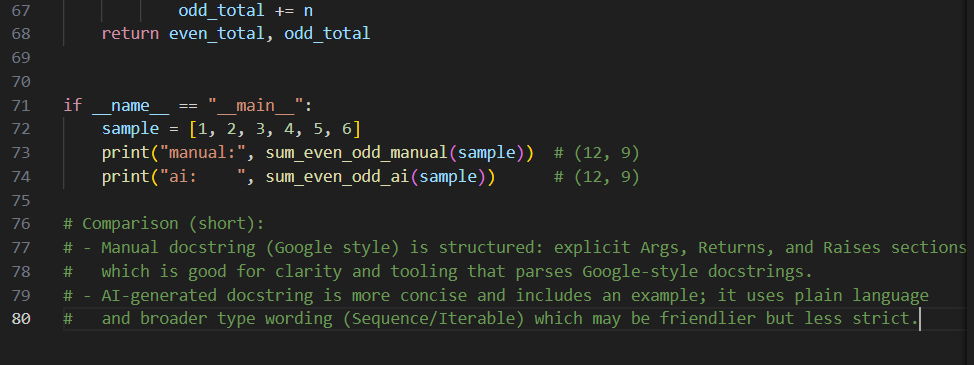 67 odd_total += n
68 return even_total, odd_total
69
70
71 if __name__ == "__main__":
72 sample = [1, 2, 3, 4, 5, 6]
73 print("manual:", sum_even_odd_manual(sample))  # (12, 9)
74 print("ai:    ", sum_even_odd_ai(sample))      # (12, 9)
75
76 # Comparison (short):
77 # - Manual docstring (Google style) is structured: explicit Args, Returns, and Raises sections
78 #   which is good for clarity and tooling that parses Google-style docstrings.
79 # - AI-generated docstring is more concise and includes an example; it uses plain language
80 #   and broader type wording (Sequence/Iterable) which may be friendlier but less strict.